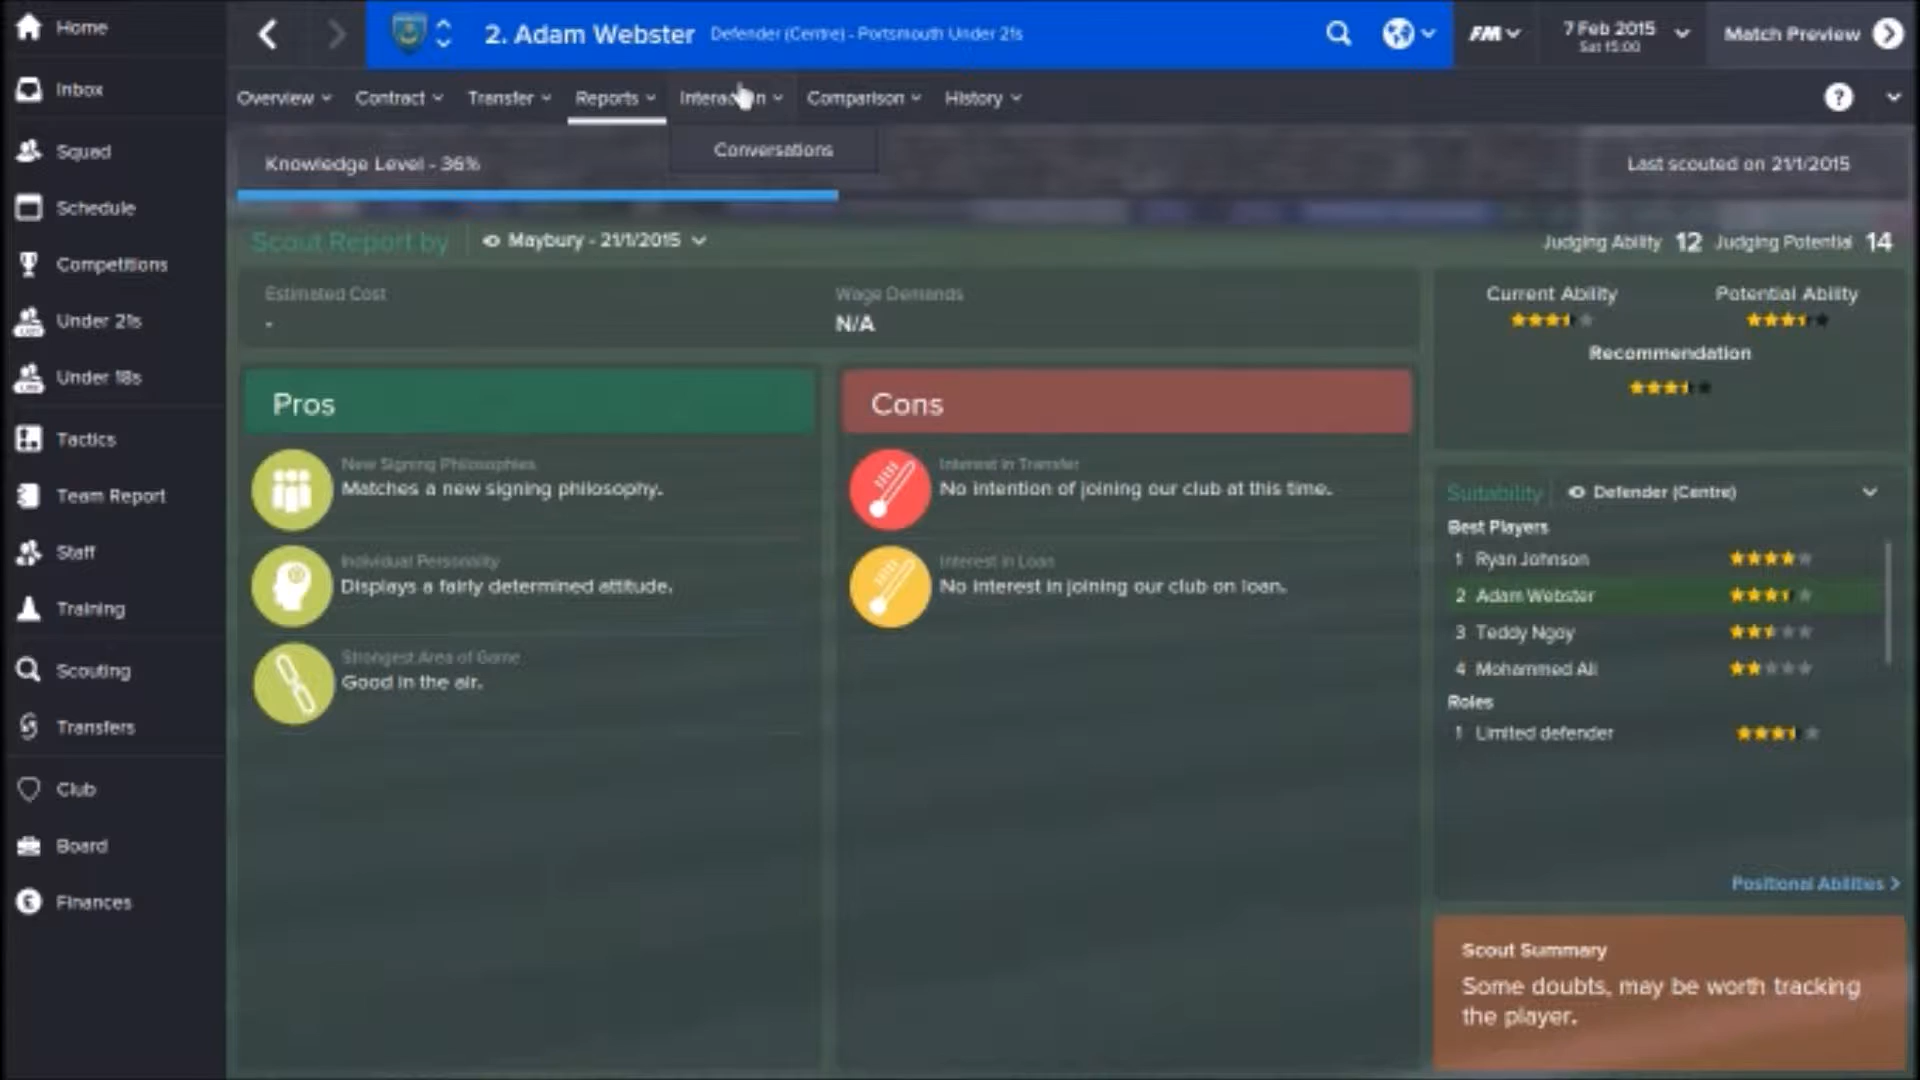 Home
Inbox
Squad
Schedule
Competitions
Under 21s
Under 18s
Tactics
Team Report
Staff
Training
Scouting
Transfers
Club
Board
Finances
2. Adam Webster Defender (Centre) - Portsmouth Under 21s
FM
7 Feb 2015
Sat 15:00
Match Preview
Overview Contract Transfer Reports Interaction Comparison History
?
Conversations
Knowledge Level - 36%
Last scouted on 21/1/2015
Scout Report by Maybury - 21/1/2015
Judging Ability 12 Judging Potential 14
Estimated Cost
-
Wage Demands
N/A
Current Ability Potential Ability
Recommendation
Pros
New Signing Philosophies
Matches a new signing philosophy.
Individual Personality
Displays a fairly determined attitude.
Strongest Area of Game
Good in the air.
Cons
Interest in Transfer
No intention of joining our club at this time.
Interest in Loan
No interest in joining our club on loan.
Suitability Defender (Centre)
Best Players
1 Ryan Johnson
2 Adam Webster
3 Teddy Ngoy
4 Mohammed Ali
Roles
1 Limited defender
Positional Abilities >
Scout Summary
Some doubts, may be worth tracking
the player.